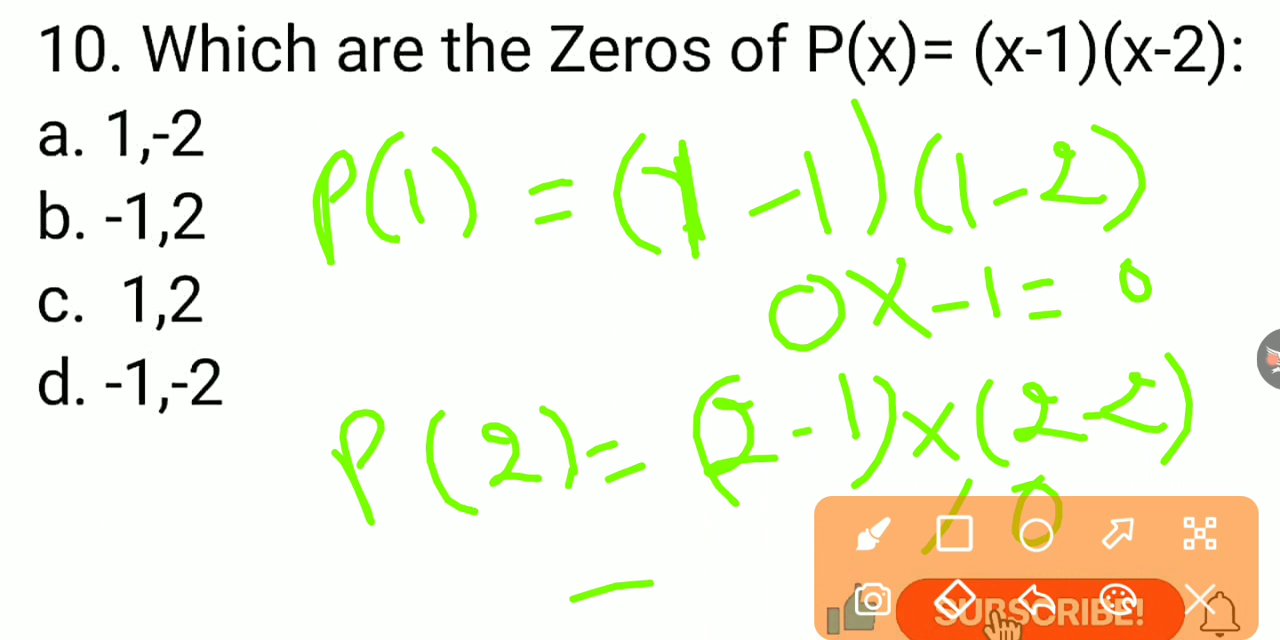 10. Which are the Zeros of P(x)= (x-1)(x-2):
a. 1,-2
b. -1,2
c. 1,2
d. -1,-2
P(1) = (1-1)(1-2)
0x-1=0
P(2)= (2-1)x(2-2)
1 0
SUBSCRIBE!